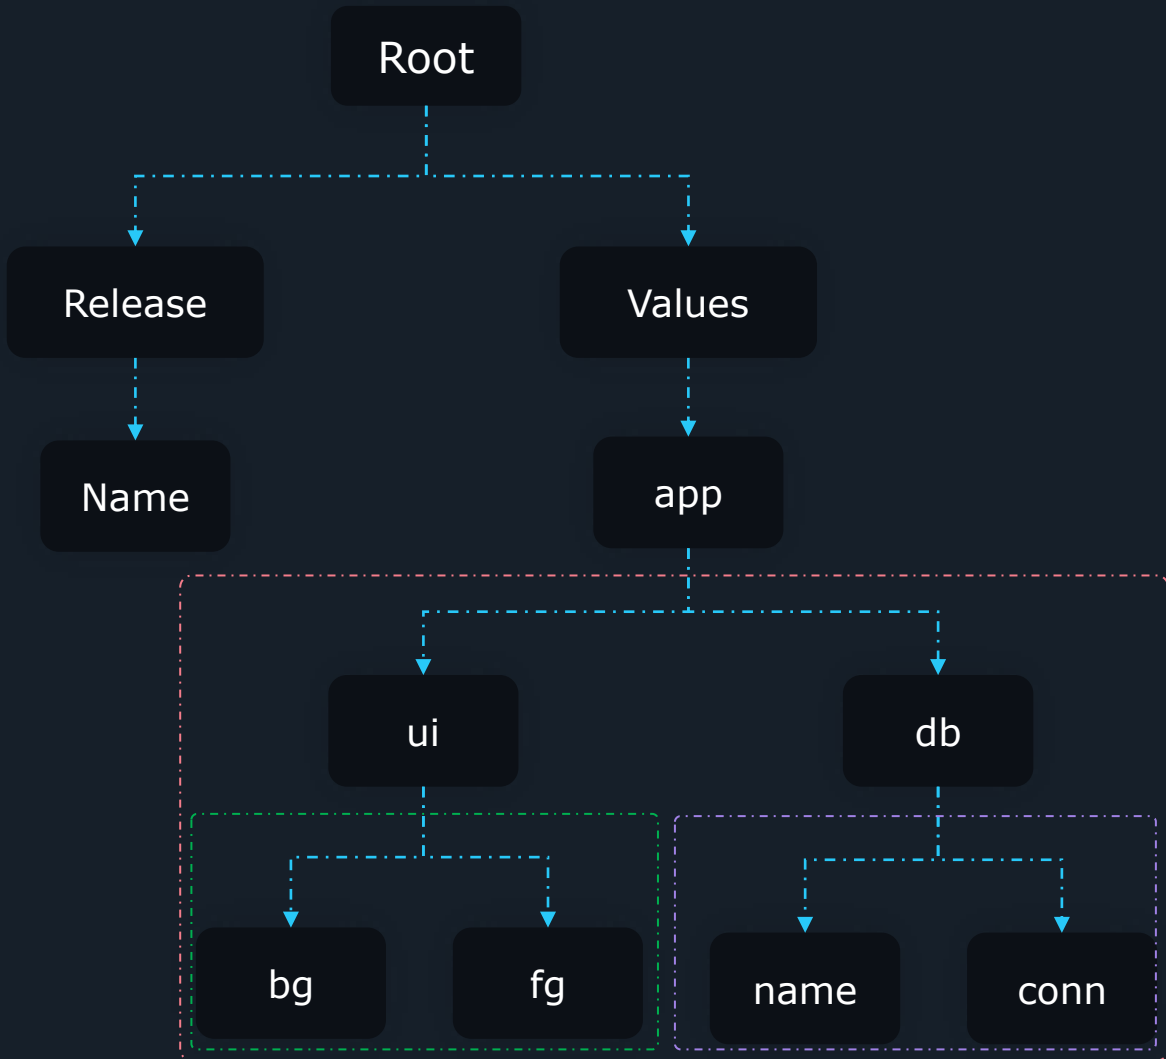 Root
Release
Values
Name
app
ui
db
bg
fg
name
conn